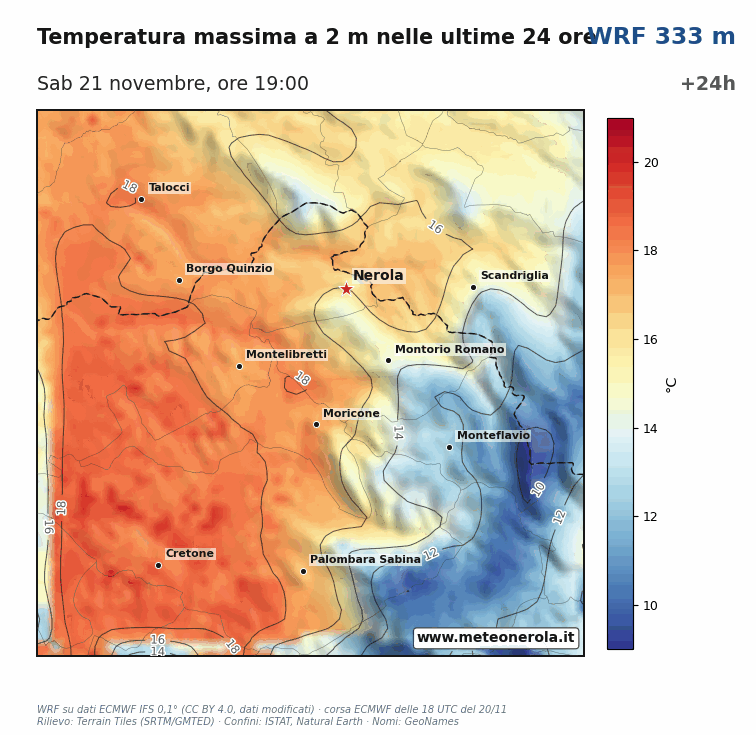 Temperatura massima a 2 m nelle ultime 24 ore
WRF 333 m
Sab 21 novembre, ore 19:00
+24h
18
Talocci
16
Borgo Quinzio
Nerola
Scandriglia
Montelibretti
Montorio Romano
18
Moricone
14
Monteflavio
10
18
16
12
Cretone
Palombara Sabina
12
16
14
18
www.meteonerola.it
20
18
16
14
12
10
°C
WRF su dati ECMWF IFS 0,1° (CC BY 4.0, dati modificati) · corsa ECMWF delle 18 UTC del 20/11
Rilievo: Terrain Tiles (SRTM/GMTED) · Confini: ISTAT, Natural Earth · Nomi: GeoNames